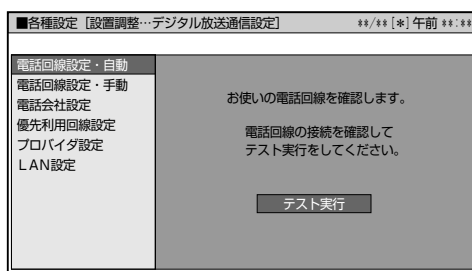 ■各種設定［設置調整…デジタル放送通信設定］ **/**[*]午前**:**
電話回線設定・自動
電話回線設定・手動
電話会社設定
優先利用回線設定
プロバイダ設定
ＬＡＮ設定
お使いの電話回線を確認します。
電話回線の接続を確認して
テスト実行をしてください。
テスト実行